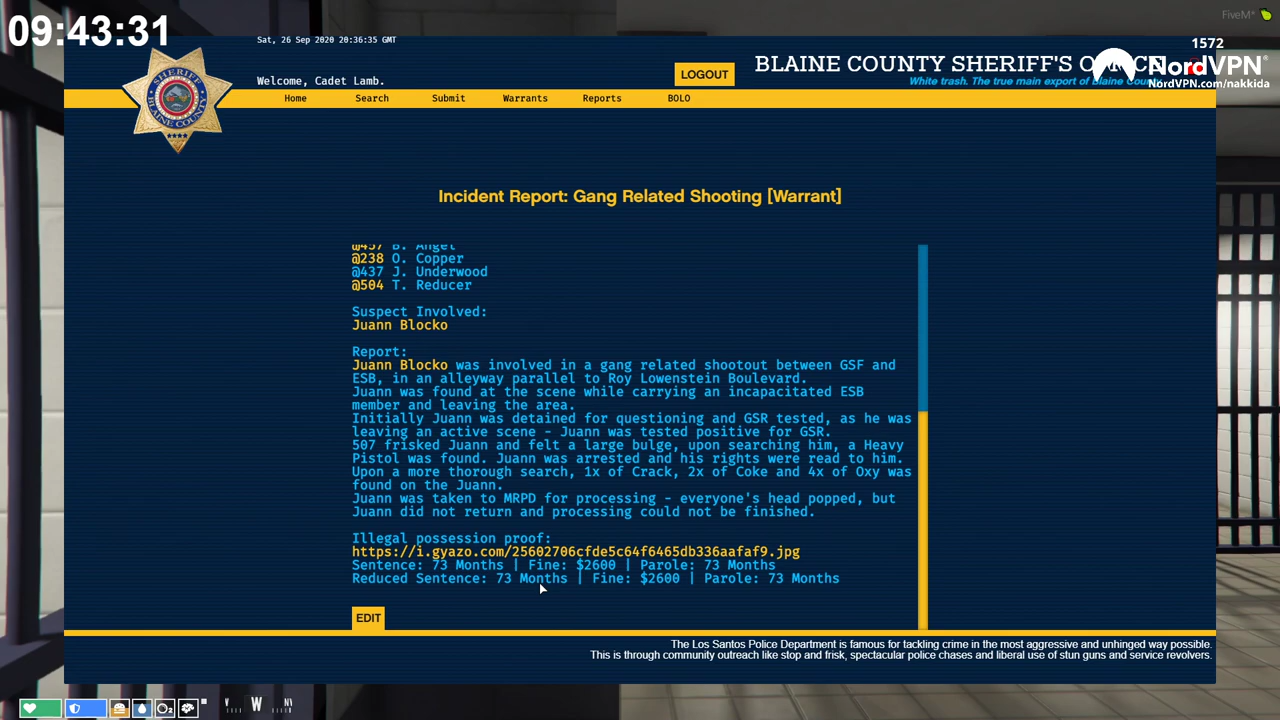 09:43:31
FiveM*
Sat, 26 Sep 2020 20:36:35 GMT
1572
Welcome, Cadet Lamb.
LOGOUT
BLAINE COUNTY SHERIFF'S
NordVPN®
White trash. The true main export of Blaine
NordVPN.com/nakkida
SHERIFF
BLAINE COUNTY
Home Search Submit Warrants Reports BOLO
Incident Report: Gang Related Shooting [Warrant]
@457 B. Angel
@238 O. Copper
@437 J. Underwood
@504 T. Reducer
Suspect Involved:
Juann Blocko
Report:
Juann Blocko was involved in a gang related shootout between GSF and
ESB, in an alleyway parallel to Roy Lowenstein Boulevard.
Juann was found at the scene while carrying an incapacitated ESB
member and leaving the area.
Initially Juann was detained for questioning and GSR tested, as he was
leaving an active scene - Juann was tested positive for GSR.
507 frisked Juann and felt a large bulge, upon searching him, a Heavy
Pistol was found. Juann was arrested and his rights were read to him.
Upon a more thorough search, 1x of Crack, 2x of Coke and 4x of Oxy was
found on the Juann.
Juann was taken to MRPD for processing - everyone's head popped, but
Juann did not return and processing could not be finished.
Illegal possession proof:
https://i.gyazo.com/25602706cfde5c64f6465db336aafaf9.jpg
Sentence: 73 Months | Fine: $2600 | Parole: 73 Months
Reduced Sentence: 73 Months | Fine: $2600 | Parole: 73 Months
EDIT
The Los Santos Police Department is famous for tackling crime in the most aggressive and unhinged way possible.
This is through community outreach like stop and frisk, spectacular police chases and liberal use of stun guns and service revolvers.
O2
W